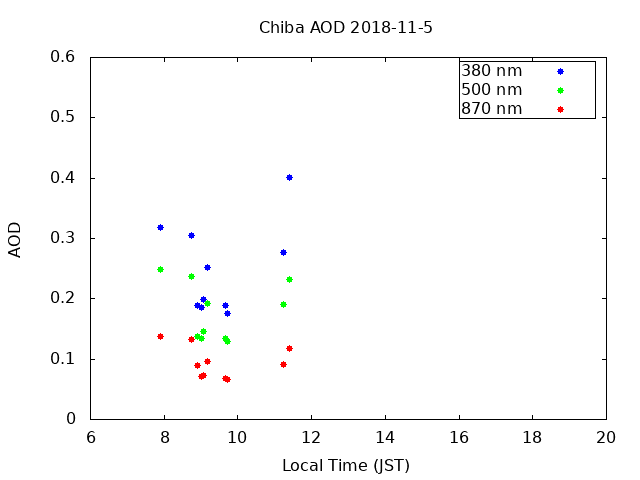 Chiba AOD 2018-11-5
0.6
0.5
0.4
0.3
0.2
0.1
0
AOD
380 nm
500 nm
870 nm
6 8 10 12 14 16 18 20
Local Time (JST)